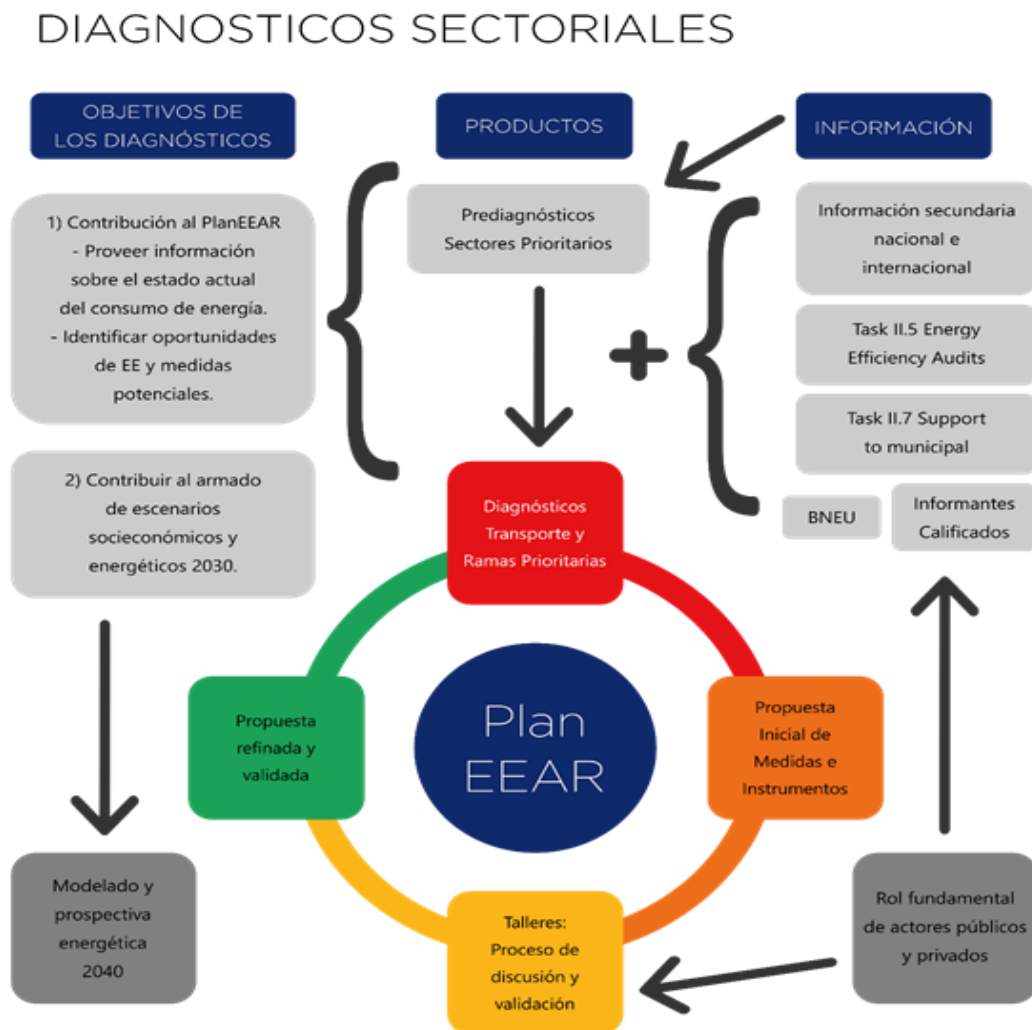 DIAGNOSTICOS SECTORIALES
OBJETIVOS DE
LOS DIAGNÓSTICOS
1) Contribución al PlanEEAR
- Proveer información
sobre el estado actual
del consumo de energía.
- Identificar oportunidades
de EE y medidas
potenciales.
2) Contribuir al armado
de escenarios
socieconómicos y
energéticos 2030.
Modelado y
prospectiva
energética
2040
PRODUCTOS
Prediagnósticos
Sectores Prioritarios
Diagnósticos
Transporte y
Ramas Prioritarias
Propuesta
refinada y
validada
Plan
EEAR
Propuesta
Inicial de
Medidas e
Instrumentos
Talleres:
Proceso de
discusión y
validación
INFORMACIÓN
Información secundaria
nacional e
internacional
Task II.5 Energy
Efficiency Audits
Task II.7 Support
to municipal
BNEU
Informantes
Calificados
Rol fundamental
de actores públicos
y privados